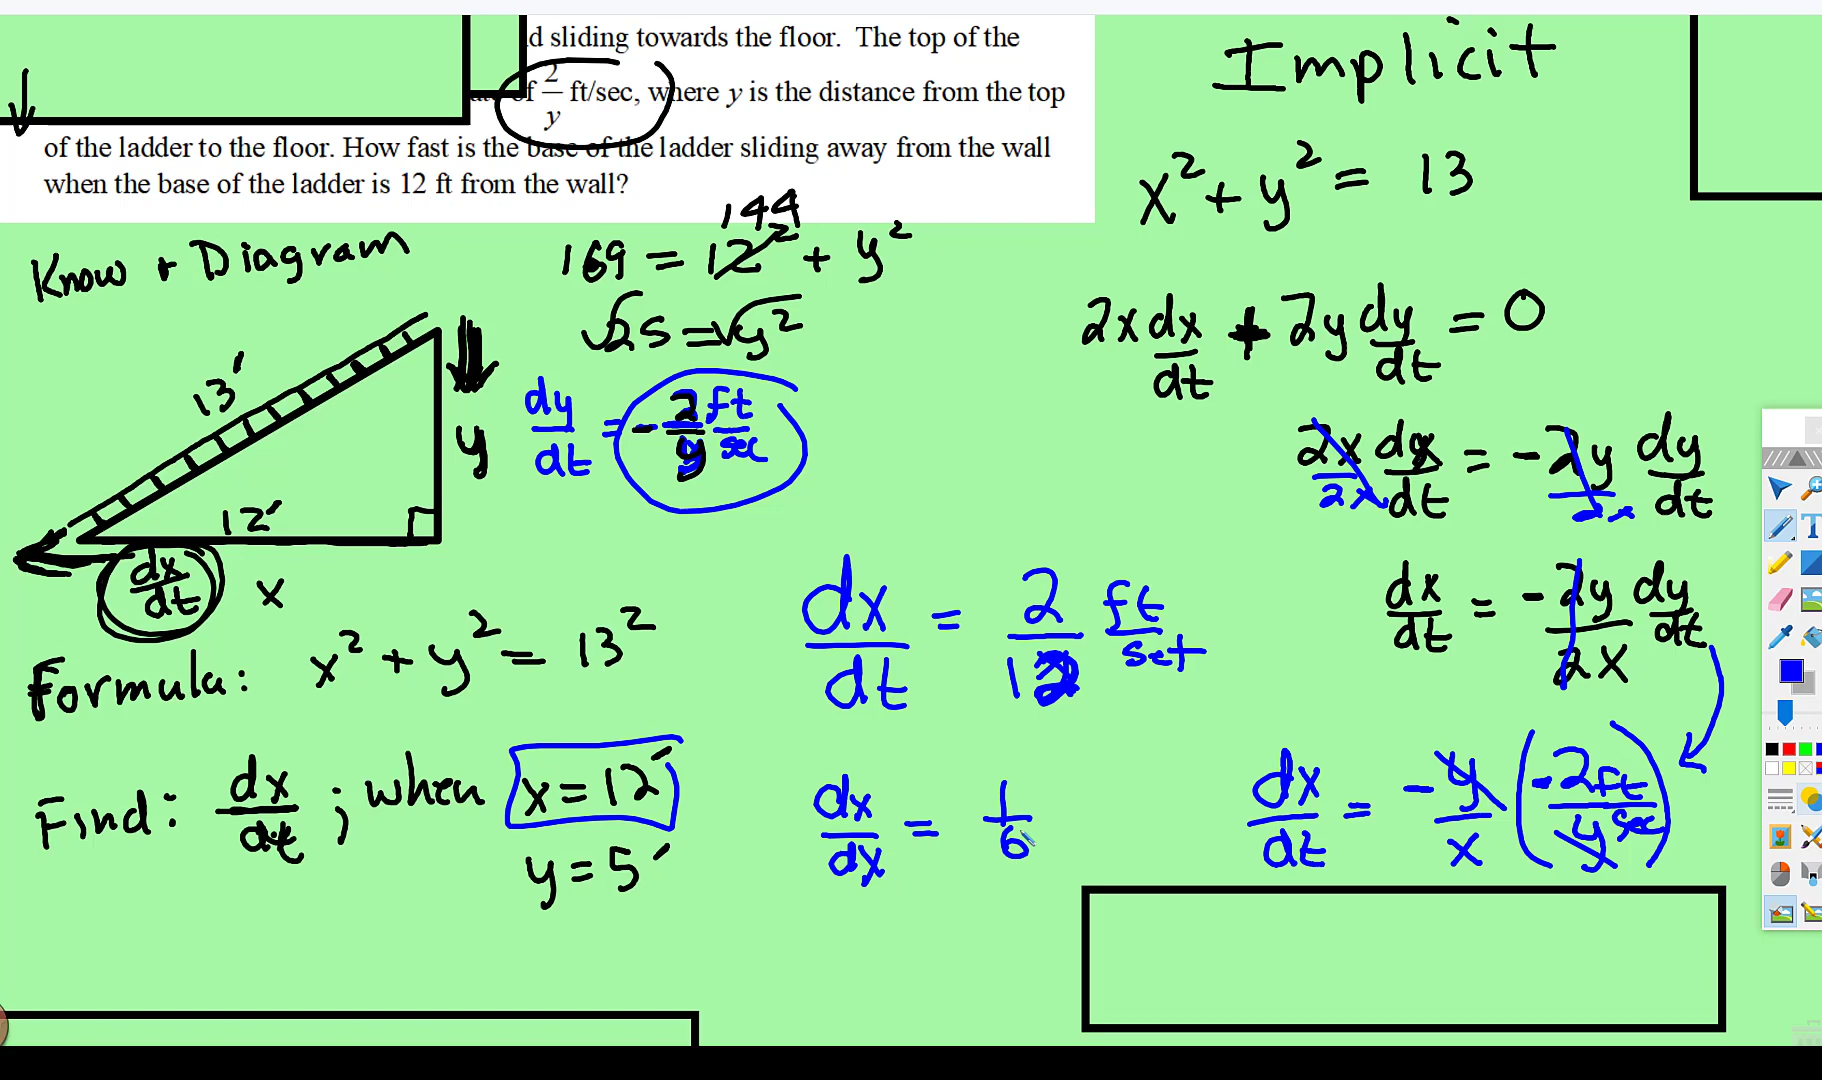 d sliding towards the floor. The top of the
of 2/y ft/sec, where y is the distance from the top
of the ladder to the floor. How fast is the base of the ladder sliding away from the wall
when the base of the ladder is 12 ft from the wall?
Know + Diagram
13'
12'
y
dx/dt
x
Formula: x² + y² = 13²
Find: dx/dt ; when x = 12'
y = 5'
144
169 = 12² + y²
√25 = √y²
dy/dt = -2/y ft/sec
dx/dt = 2/12 ft/sec
dx/dx = 1/6
Implicit
x² + y² = 13
2x dx/dt + 2y dy/dt = 0
2x/2x dx/dt = -2y/2x dy/dt
dx/dt = -2y/2x dy/dt
dx/dt = -y/x (-2ft/y sec)
T